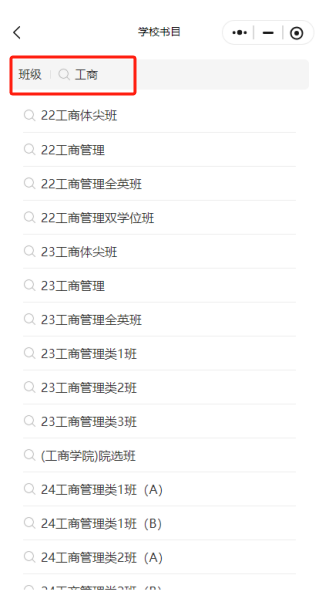 学校书目
班级 工商
22工商体尖班
22工商管理
22工商管理全英班
22工商管理双学位班
23工商体尖班
23工商管理
23工商管理全英班
23工商管理类1班
23工商管理类2班
23工商管理类3班
(工商学院)院选班
24工商管理类1班（A）
24工商管理类1班（B）
24工商管理类2班（A）